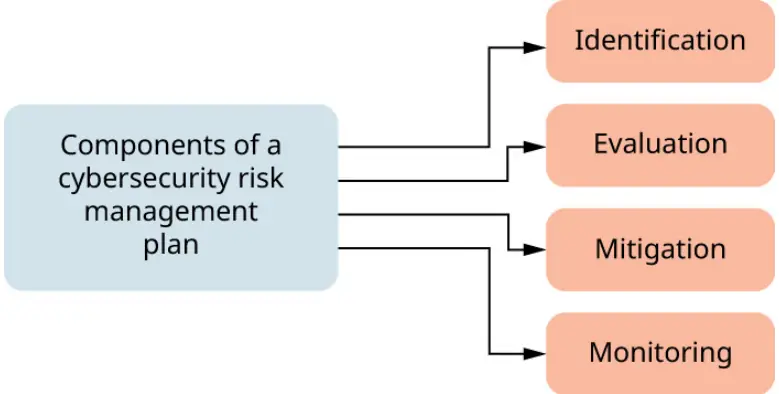 Components of a
cybersecurity risk
management
plan
Identification
Evaluation
Mitigation
Monitoring